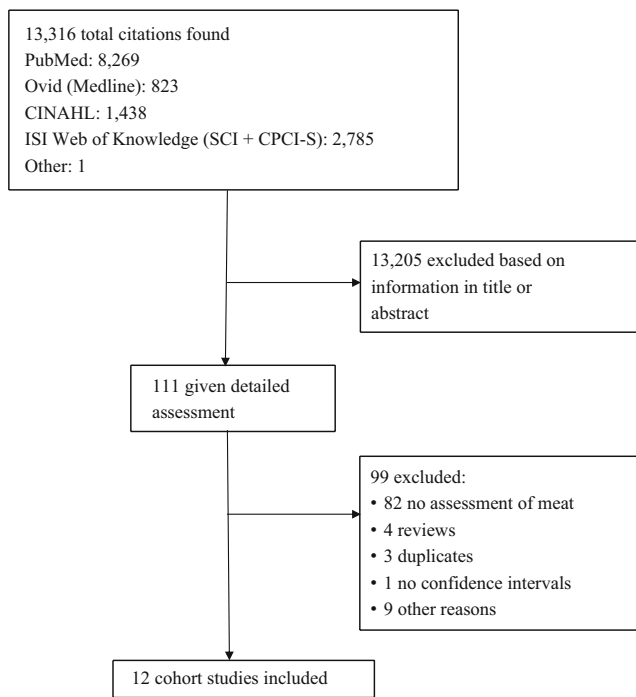 13,316 total citations found
PubMed: 8,269
Ovid (Medline): 823
CINAHL: 1,438
ISI Web of Knowledge (SCI + CPCI-S): 2,785
Other: 1
13,205 excluded based on
information in title or
abstract
111 given detailed
assessment
99 excluded:
• 82 no assessment of meat
• 4 reviews
• 3 duplicates
• 1 no confidence intervals
• 9 other reasons
12 cohort studies included